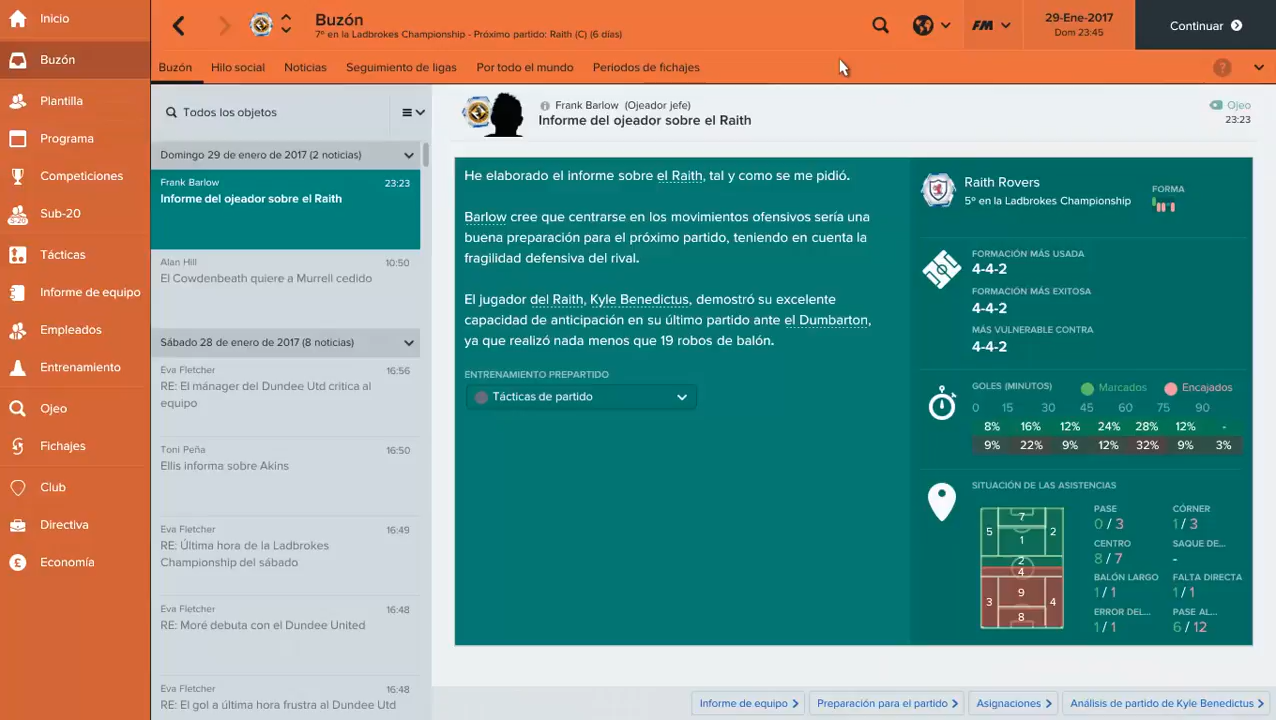 Inicio
Buzón
Plantilla
Programa
Competiciones
Sub-20
Tácticas
Informe de equipo
Empleados
Entrenamiento
Ojeo
Fichajes
Club
Directiva
Economía
Buzón
7º en la Ladbrokes Championship - Próximo partido: Raith (C) (6 días)
FM
29-Ene-2017
Dom 23:45
Continuar
Buzón Hilo social Noticias Seguimiento de ligas Por todo el mundo Periodos de fichajes
?
Todos los objetos
Domingo 29 de enero de 2017 (2 noticias)
Frank Barlow 23:23
Informe del ojeador sobre el Raith
Alan Hill 10:50
El Cowdenbeath quiere a Murrell cedido
Sábado 28 de enero de 2017 (8 noticias)
Eva Fletcher 16:56
RE: El mánager del Dundee Utd critica al
equipo
Toni Peña 16:50
Ellis informa sobre Akins
Eva Fletcher 16:49
RE: Última hora de la Ladbrokes
Championship del sábado
Eva Fletcher 16:48
RE: Moré debuta con el Dundee United
Eva Fletcher 16:48
RE: El gol a última hora frustra al Dundee Utd
Frank Barlow (Ojeador jefe)
Informe del ojeador sobre el Raith
Ojeo
23:23
He elaborado el informe sobre el Raith, tal y como se me pidió.
Barlow cree que centrarse en los movimientos ofensivos sería una
buena preparación para el próximo partido, teniendo en cuenta la
fragilidad defensiva del rival.
El jugador del Raith, Kyle Benedictus, demostró su excelente
capacidad de anticipación en su último partido ante el Dumbarton,
ya que realizó nada menos que 19 robos de balón.
ENTRENAMIENTO PREPARTIDO
Tácticas de partido
Raith Rovers
5º en la Ladbrokes Championship
FORMA
FORMACIÓN MÁS USADA
4-4-2
FORMACIÓN MÁS EXITOSA
4-4-2
MÁS VULNERABLE CONTRA
4-4-2
GOLES (MINUTOS) Marcados Encajados
0 15 30 45 60 75 90
8% 16% 12% 24% 28% 12% -
9% 22% 9% 12% 32% 9% 3%
SITUACIÓN DE LAS ASISTENCIAS
7
5 1 2
2
4
9
3 4
8
PASE CÓRNER
0 / 3 1 / 3
CENTRO SAQUE DE...
8 / 7 -
BALÓN LARGO FALTA DIRECTA
1 / 1 1 / 1
ERROR DEL... PASE AL...
1 / 1 6 / 12
Informe de equipo Preparación para el partido Asignaciones Análisis de partido de Kyle Benedictus